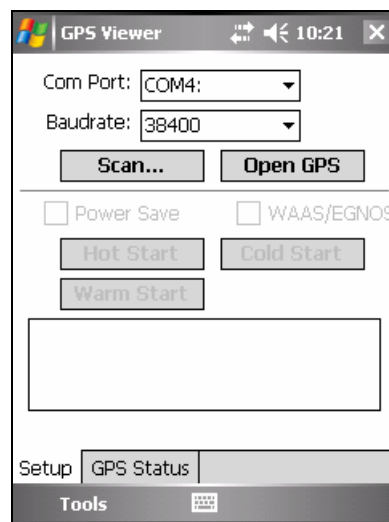 GPS Viewer 10:21
Com Port: COM4:
Baudrate: 38400
Scan... Open GPS
Power Save WAAS/EGNOS
Hot Start Cold Start
Warm Start
Setup GPS Status
Tools